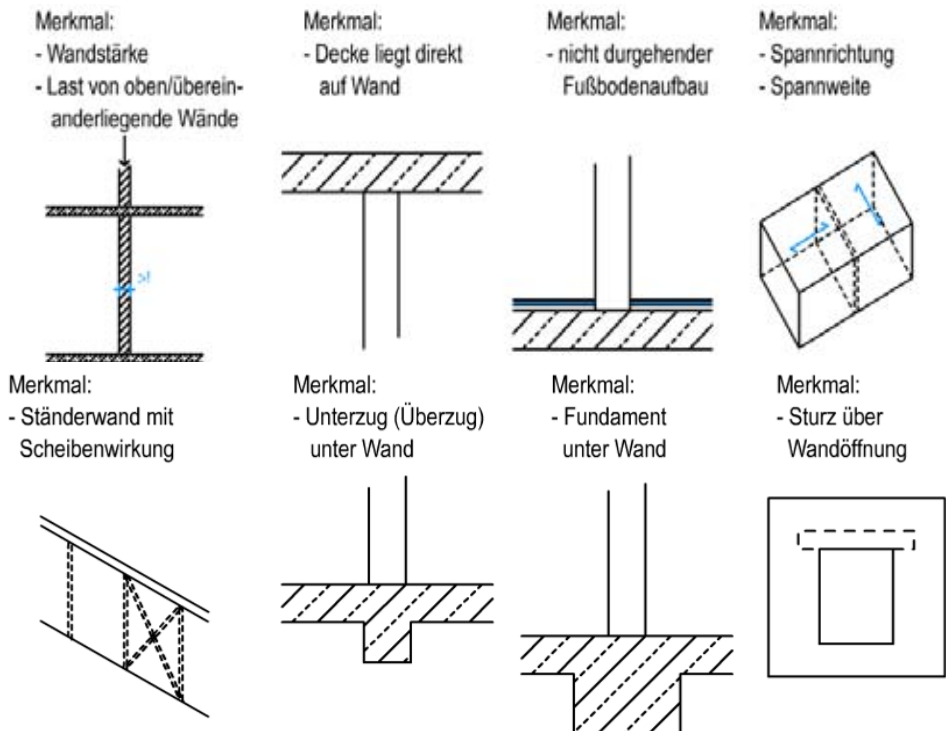 Merkmal:
- Wandstärke
- Last von oben/überein-
anderliegende Wände
>!
Merkmal:
- Decke liegt direkt
auf Wand
Merkmal:
- nicht durgehender
Fußbodenaufbau
Merkmal:
- Spannrichtung
- Spannweite
Merkmal:
- Ständerwand mit
Scheibenwirkung
Merkmal:
- Unterzug (Überzug)
unter Wand
Merkmal:
- Fundament
unter Wand
Merkmal:
- Sturz über
Wandöffnung